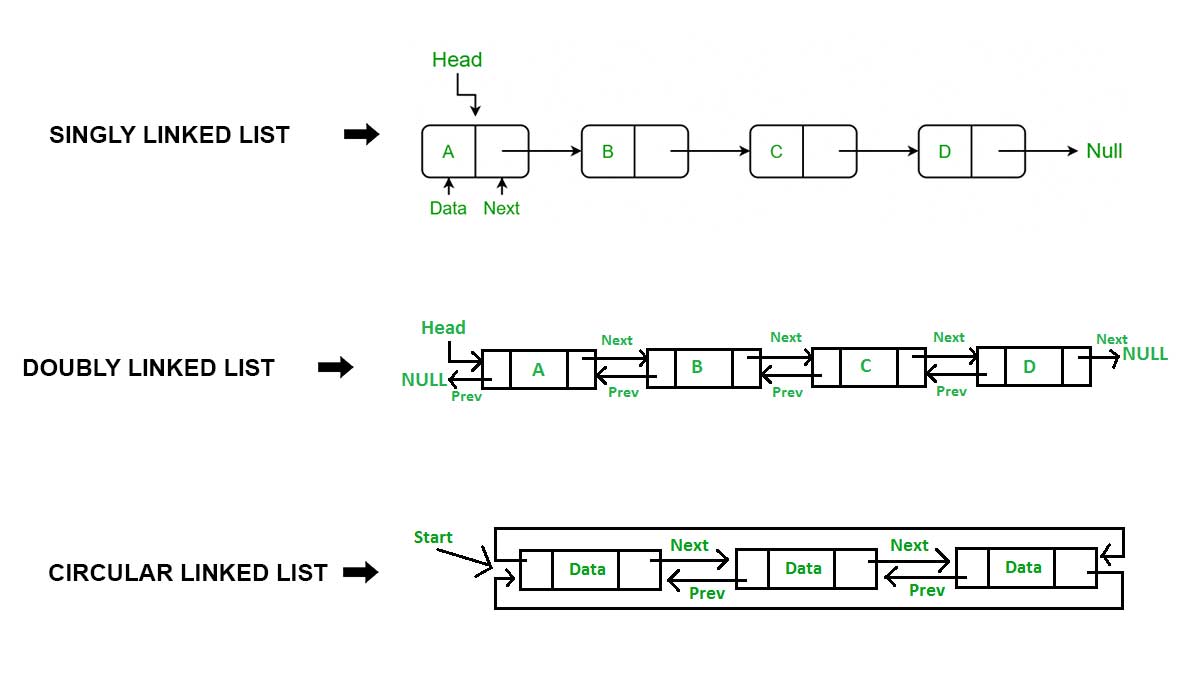 Head
SINGLY LINKED LIST
A B C D Null
Data Next
Head Next Next Next Next
DOUBLY LINKED LIST
A B C D NULL
NULL
Prev Prev Prev Prev
Start Next Next
CIRCULAR LINKED LIST
Data Data Data
Prev Prev